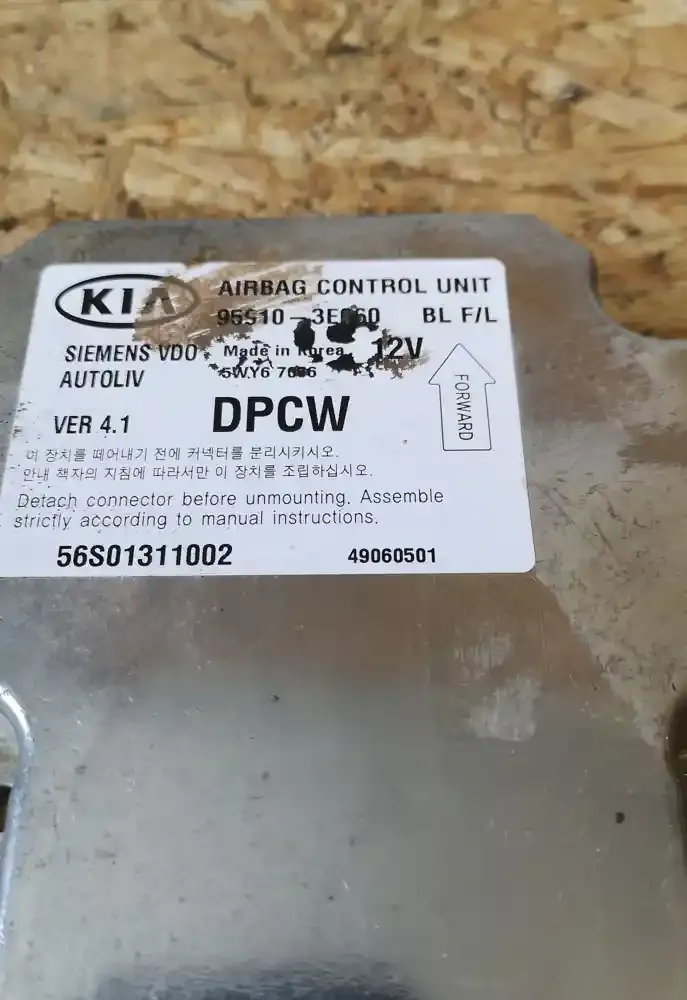 KIA
AIRBAG CONTROL UNIT
BL F/L
SIEMENS VDO Made in Korea 12V
AUTOLIV 5WY6
VER 4.1 DPCW
FORWARD
이 장치를 떼어내기 전에 커넥터를 분리시키시오.
안내 책자의 지침에 따라서만 이 장치를 조립하십시오.
Detach connector before unmounting. Assemble
strictly according to manual instructions.
56S01311002 49060501